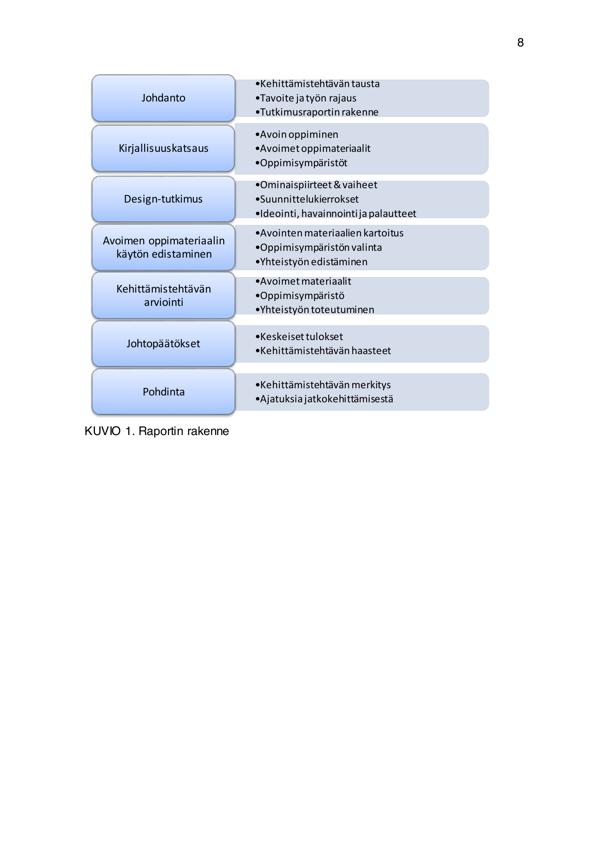 8
Johdanto
•Kehittämistehtävän tausta
•Tavoite ja työn rajaus
•Tutkimusraportin rakenne
Kirjallisuuskatsaus
•Avoin oppiminen
•Avoimet oppimateriaalit
•Oppimisympäristöt
Design-tutkimus
•Ominaispiirteet & vaiheet
•Suunnittelukierrokset
•Ideointi, havainnointi ja palautteet
Avoimen oppimateriaalin
käytön edistaminen
•Avointen materiaalien kartoitus
•Oppimisympäristön valinta
•Yhteistyön edistäminen
Kehittämistehtävän
arviointi
•Avoimet materiaalit
•Oppimisympäristö
•Yhteistyön toteutuminen
Johtopäätökset
•Keskeiset tulokset
•Kehittämistehtävän haasteet
Pohdinta
•Kehittämistehtävän merkitys
•Ajatuksia jatkokehittämisestä
KUVIO 1. Raportin rakenne